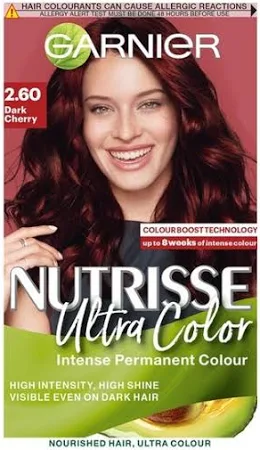 HAIR COLOURANTS CAN CAUSE ALLERGIC REACTIONS
ALLERGY ALERT TEST MUST BE DONE 48 HOURS BEFORE USE
GARNIER
2.60
Dark
Cherry
COLOUR BOOST TECHNOLOGY
up to 8 weeks of intense colour
NUTRISSE
Ultra Color
Intense Permanent Colour
HIGH INTENSITY, HIGH SHINE
VISIBLE EVEN ON DARK HAIR
NOURISHED HAIR, ULTRA COLOUR